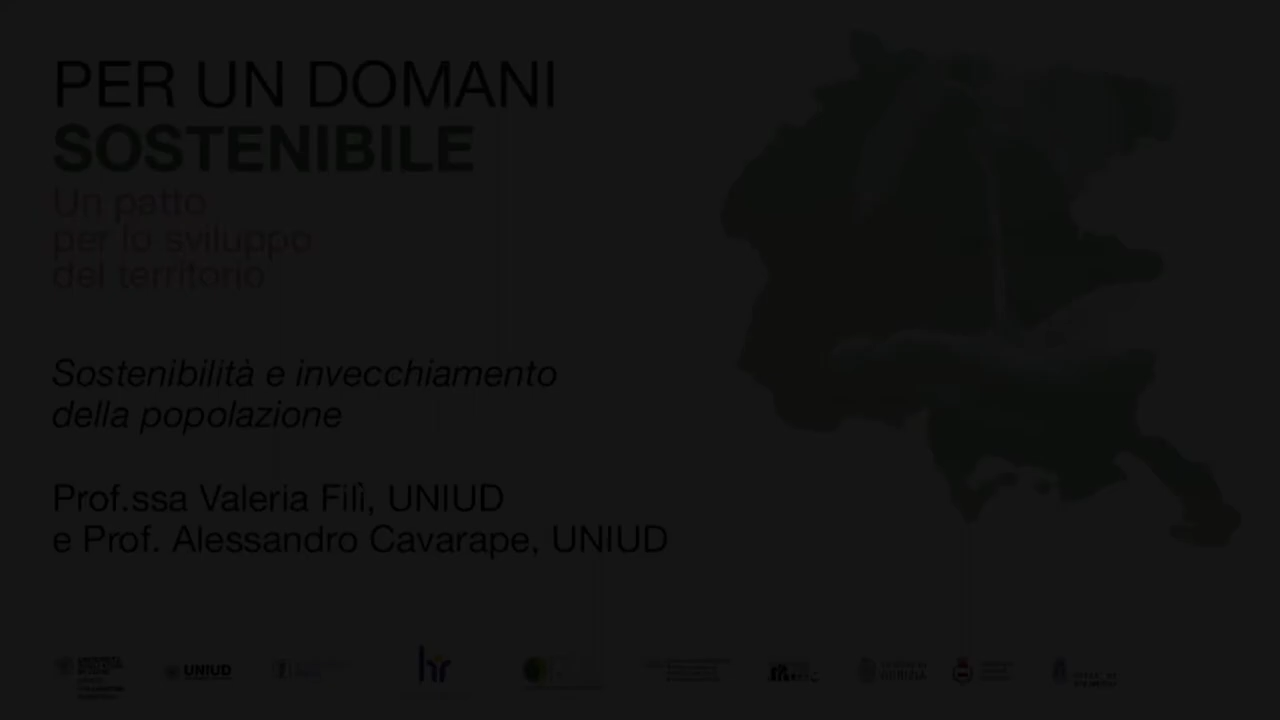 PER UN DOMANI
SOSTENIBILE
Un patto
per lo sviluppo
del territorio
Sostenibilità e invecchiamento
della popolazione
Prof.ssa Valeria Filì, UNIUD
e Prof. Alessandro Cavarape, UNIUD
UNIUD
hr